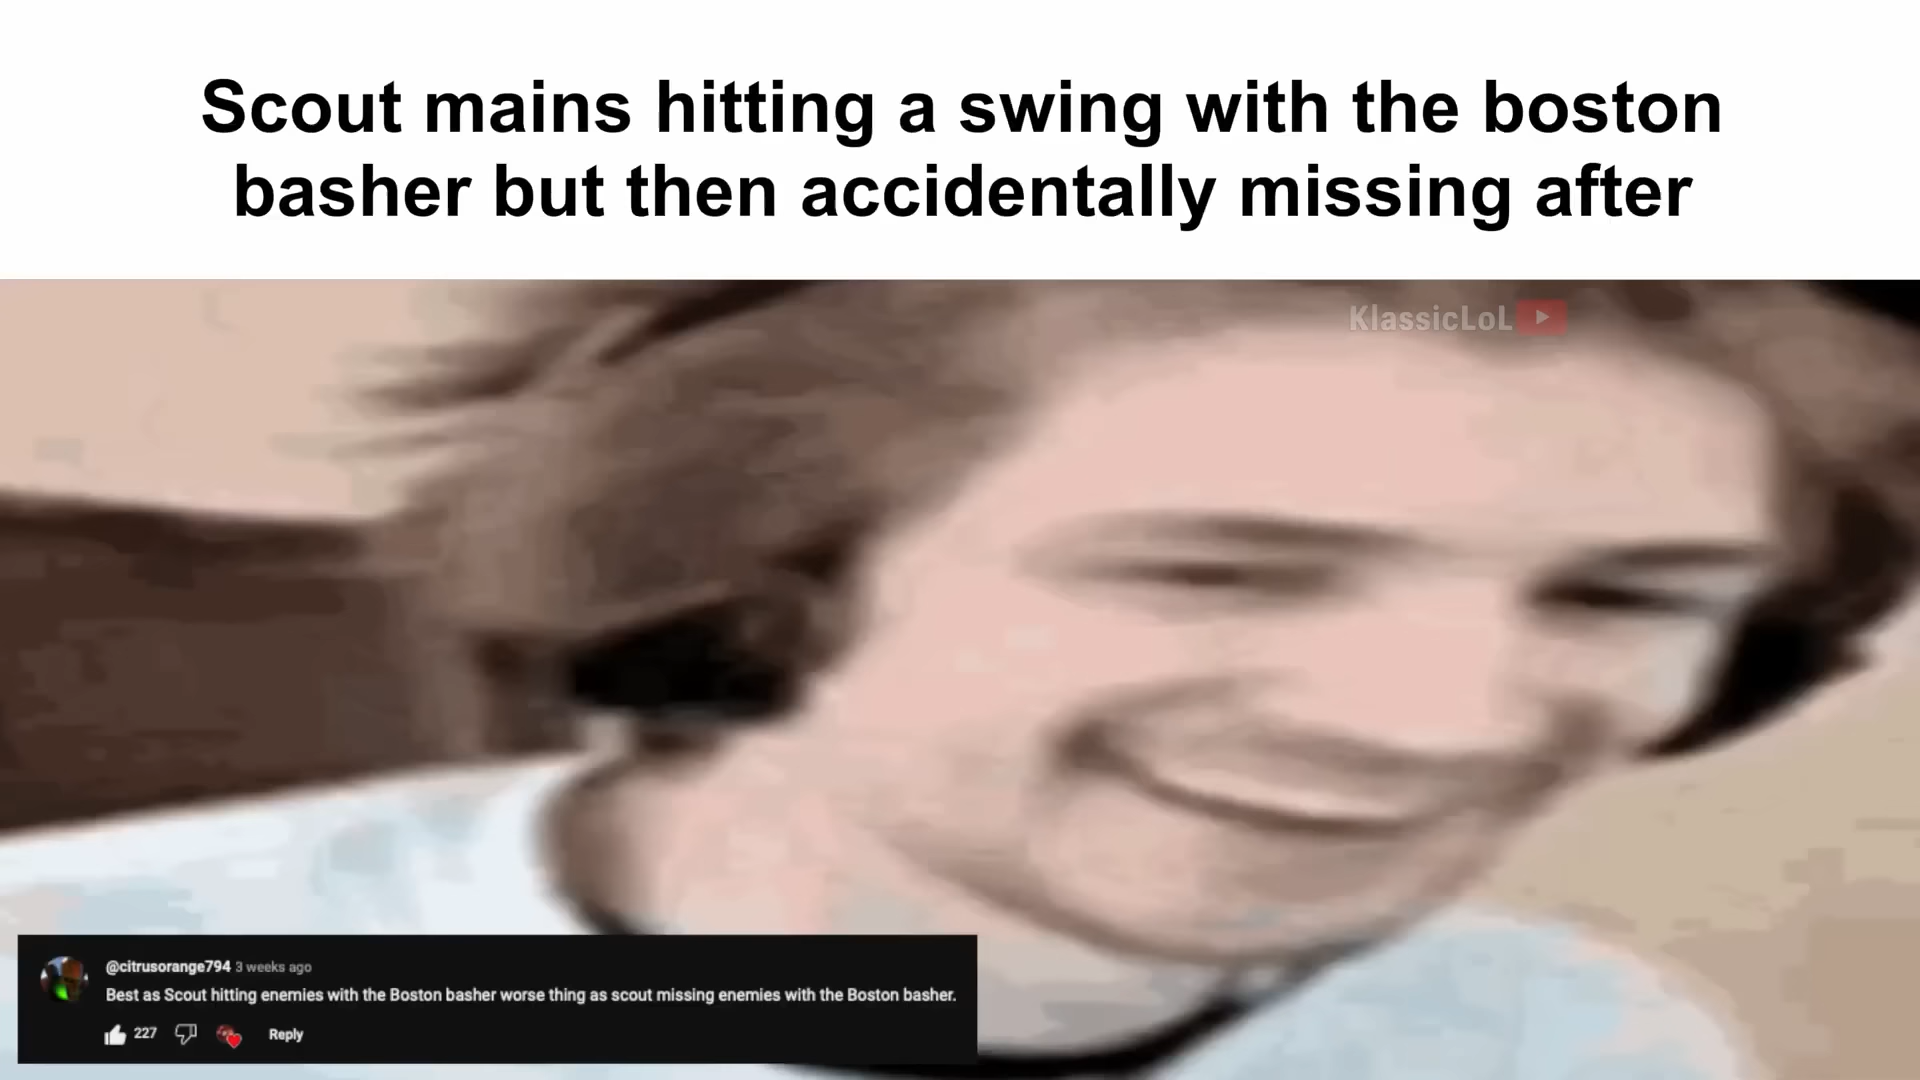 Scout mains hitting a swing with the boston
basher but then accidentally missing after
KlassicLoL
@citrusorange794 3 weeks ago
Best as Scout hitting enemies with the Boston basher worse thing as scout missing enemies with the Boston basher.
227
Reply